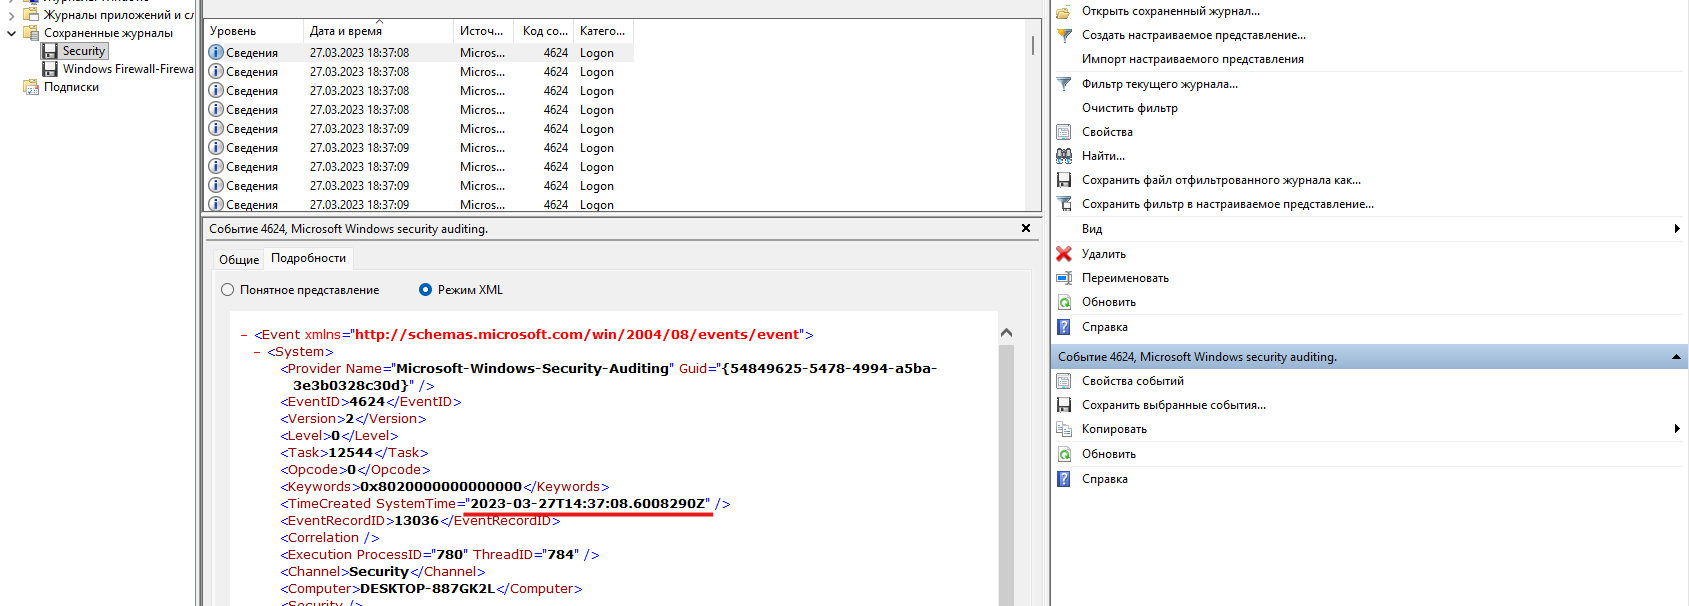 Журналы приложений и сл
Сохраненные журналы
Security
Windows Firewall-Firewa
Подписки
Уровень Дата и время Источ... Код со... Катего...
Сведения 27.03.2023 18:37:08 Micros... 4624 Logon
Сведения 27.03.2023 18:37:08 Micros... 4624 Logon
Сведения 27.03.2023 18:37:08 Micros... 4624 Logon
Сведения 27.03.2023 18:37:08 Micros... 4624 Logon
Сведения 27.03.2023 18:37:09 Micros... 4624 Logon
Сведения 27.03.2023 18:37:09 Micros... 4624 Logon
Сведения 27.03.2023 18:37:09 Micros... 4624 Logon
Сведения 27.03.2023 18:37:09 Micros... 4624 Logon
Сведения 27.03.2023 18:37:09 Micros... 4624 Logon
Событие 4624, Microsoft Windows security auditing.
Общие Подробности
Понятное представление Режим XML
- <Event xmlns="http://schemas.microsoft.com/win/2004/08/events/event">
- <System>
<Provider Name="Microsoft-Windows-Security-Auditing" Guid="{54849625-5478-4994-a5ba-
3e3b0328c30d}" />
<EventID>4624</EventID>
<Version>2</Version>
<Level>0</Level>
<Task>12544</Task>
<Opcode>0</Opcode>
<Keywords>0x8020000000000000</Keywords>
<TimeCreated SystemTime="2023-03-27T14:37:08.6008290Z" />
<EventRecordID>13036</EventRecordID>
<Correlation />
<Execution ProcessID="780" ThreadID="784" />
<Channel>Security</Channel>
<Computer>DESKTOP-887GK2L</Computer>
<Security />
Открыть сохраненный журнал...
Создать настраиваемое представление...
Импорт настраиваемого представления
Фильтр текущего журнала...
Очистить фильтр
Свойства
Найти...
Сохранить файл отфильтрованного журнала как...
Сохранить фильтр в настраиваемое представление...
Вид
Удалить
Переименовать
Обновить
Справка
Событие 4624, Microsoft Windows security auditing.
Свойства событий
Сохранить выбранные события...
Копировать
Обновить
Справка